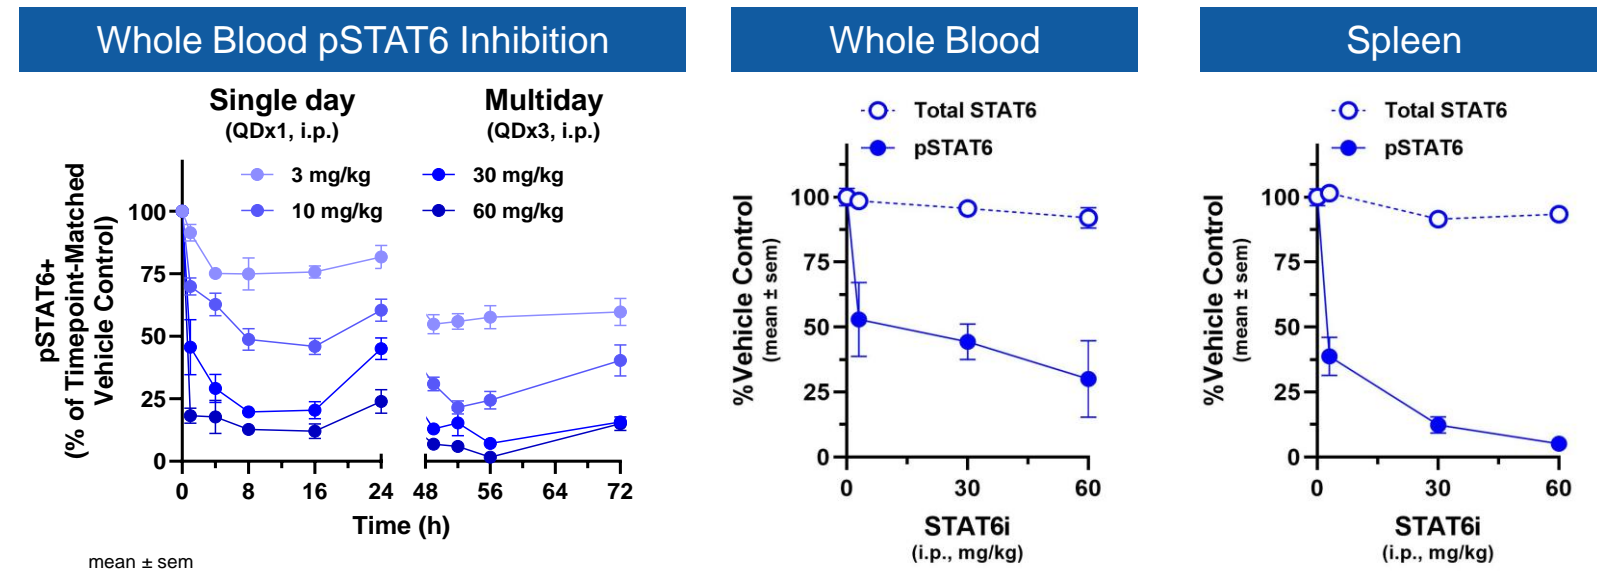 Whole Blood pSTAT6 Inhibition
Single day
(QDx1, i.p.)
Multiday
(QDx3, i.p.)
3 mg/kg
10 mg/kg
30 mg/kg
60 mg/kg
pSTAT6+
(% of Timepoint-Matched
Vehicle Control)
100
75
50
25
0
0 8 16 24 48 56 64 72
Time (h)
mean ± sem
Whole Blood
Total STAT6
pSTAT6
%Vehicle Control
(mean ± sem)
100
75
50
25
0
0 30 60
STAT6i
(i.p., mg/kg)
Spleen
Total STAT6
pSTAT6
%Vehicle Control
(mean ± sem)
100
75
50
25
0
0 30 60
STAT6i
(i.p., mg/kg)